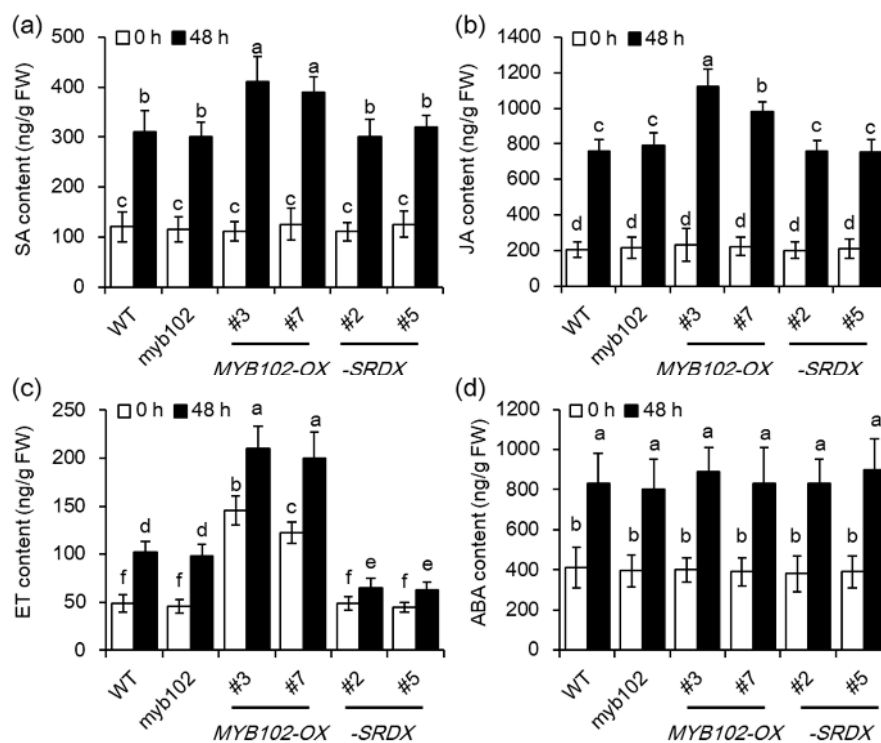 (a)
SA content (ng/g FW)
500
400
300
200
100
0
0 h 48 h
b b a a b b
c c c c c c
WT myb102 #3 #7 #2 #5
MYB102-OX -SRDX
(b)
JA content (ng/g FW)
1400
1200
1000
800
600
400
200
0
0 h 48 h
c c a b c c
d d d d d d
WT myb102 #3 #7 #2 #5
MYB102-OX -SRDX
(c)
ET content (ng/g FW)
250
200
150
100
50
0
0 h 48 h
f d f d b a c a f e f e
WT myb102 #3 #7 #2 #5
MYB102-OX -SRDX
(d)
ABA content (ng/g FW)
1200
1000
800
600
400
200
0
0 h 48 h
a a a a a a
b b b b b b
WT myb102 #3 #7 #2 #5
MYB102-OX -SRDX